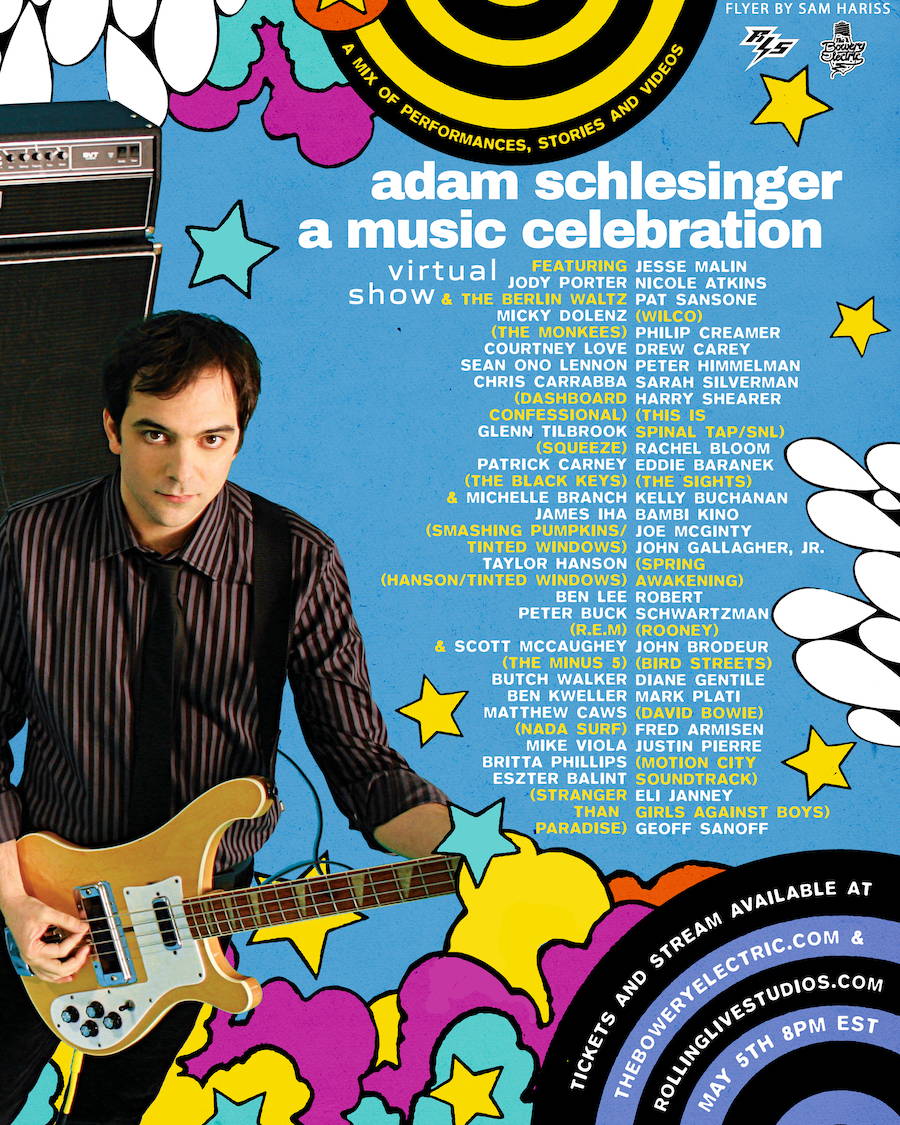 FLYER BY SAM HARISS
RLS
The Bowery Electric
A MIX OF PERFORMANCES, STORIES AND VIDEOS
SVT
adam schlesinger
a music celebration
virtual
show
FEATURING
JODY PORTER
& THE BERLIN WALTZ
MICKY DOLENZ
(THE MONKEES)
COURTNEY LOVE
SEAN ONO LENNON
CHRIS CARRABBA
(DASHBOARD
CONFESSIONAL)
GLENN TILBROOK
(SQUEEZE)
PATRICK CARNEY
(THE BLACK KEYS)
& MICHELLE BRANCH
JAMES IHA
(SMASHING PUMPKINS/
TINTED WINDOWS)
TAYLOR HANSON
(HANSON/TINTED WINDOWS)
BEN LEE
PETER BUCK
(R.E.M)
& SCOTT MCCAUGHEY
(THE MINUS 5)
BUTCH WALKER
BEN KWELLER
MATTHEW CAWS
(NADA SURF)
MIKE VIOLA
BRITTA PHILLIPS
ESZTER BALINT
(STRANGER
THAN
PARADISE)
JESSE MALIN
NICOLE ATKINS
PAT SANSONE
(WILCO)
PHILIP CREAMER
DREW CAREY
PETER HIMMELMAN
SARAH SILVERMAN
HARRY SHEARER
(THIS IS
SPINAL TAP/SNL)
RACHEL BLOOM
EDDIE BARANEK
(THE SIGHTS)
KELLY BUCHANAN
BAMBI KINO
JOE MCGINTY
JOHN GALLAGHER, JR.
(SPRING
AWAKENING)
ROBERT
SCHWARTZMAN
(ROONEY)
JOHN BRODEUR
(BIRD STREETS)
DIANE GENTILE
MARK PLATI
(DAVID BOWIE)
FRED ARMISEN
JUSTIN PIERRE
(MOTION CITY
SOUNDTRACK)
ELI JANNEY
GIRLS AGAINST BOYS)
GEOFF SANOFF
TICKETS AND STREAM AVAILABLE AT
THEBOWERYELECTRIC.COM &
ROLLINGLIVESTUDIOS.COM
MAY 5TH 8PM EST